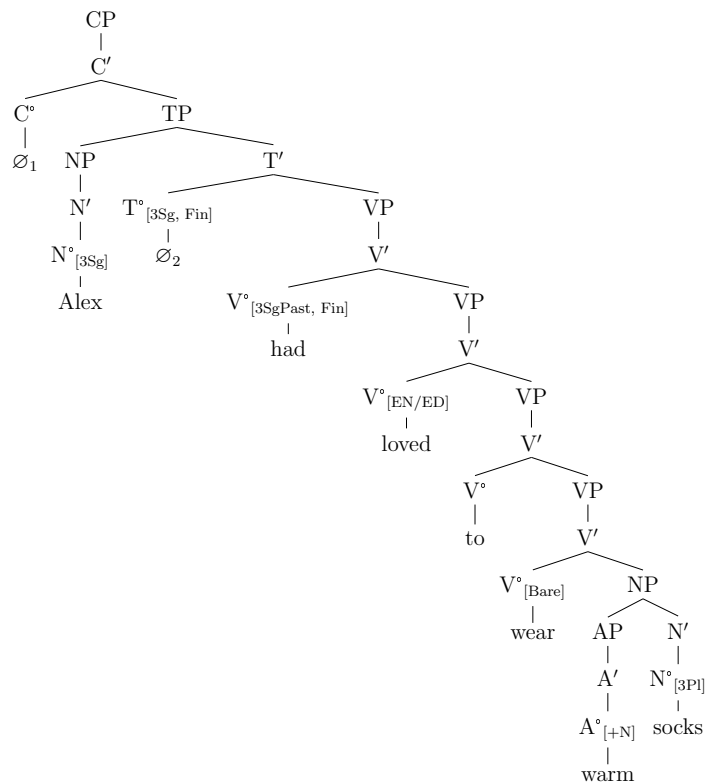 CP
C′
C° TP
∅₁ NP T′
N′ T°[3Sg, Fin] VP
N°[3Sg] ∅₂ V′
Alex V°[3SgPast, Fin] VP
had V′
V°[EN/ED] VP
loved V′
V° VP
to V′
V°[Bare] NP
wear AP N′
A′ N°[3Pl]
A°[+N] socks
warm